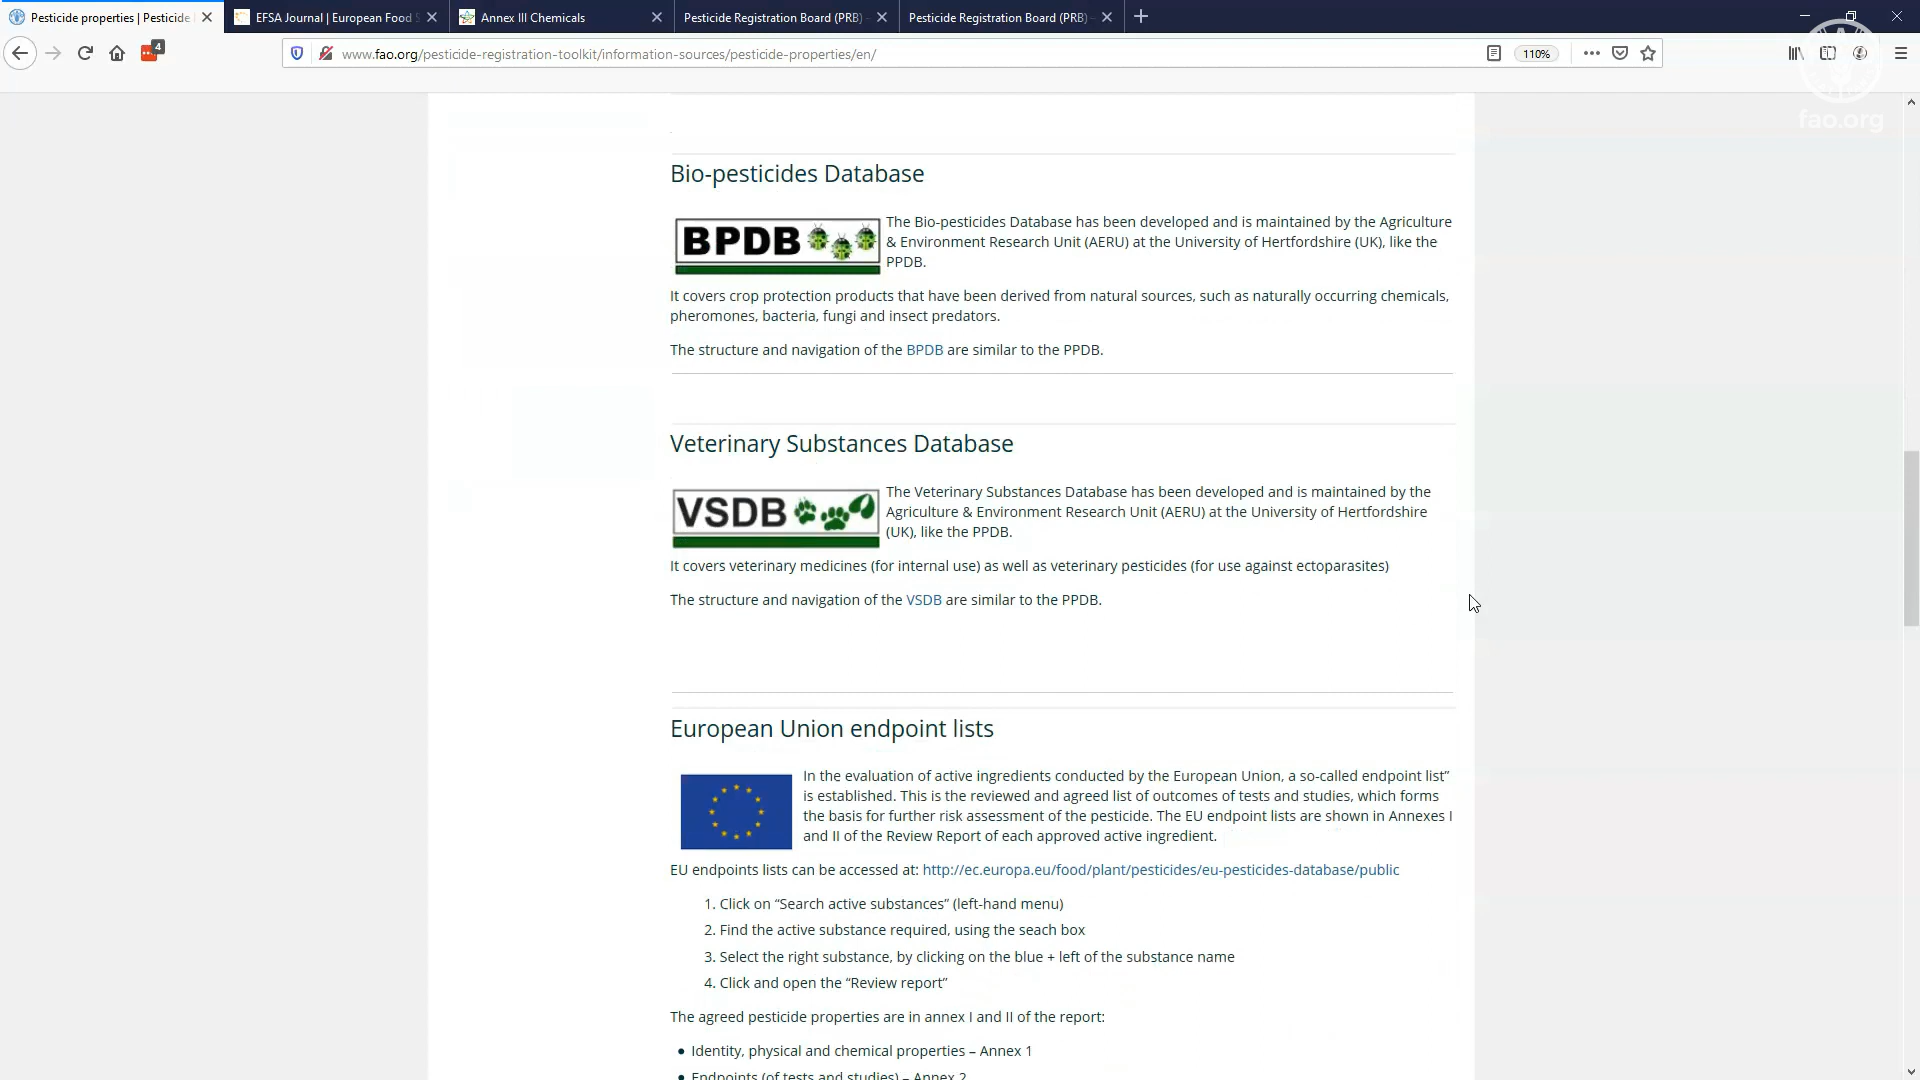 Pesticide properties | Pesticide
EFSA Journal | European Food S
Annex III Chemicals
Pesticide Registration Board (PRB) -
Pesticide Registration Board (PRB) -
4
www.fao.org/pesticide-registration-toolkit/information-sources/pesticide-properties/en/
110%
fao.org
Bio-pesticides Database
BPDB
The Bio-pesticides Database has been developed and is maintained by the Agriculture
& Environment Research Unit (AERU) at the University of Hertfordshire (UK), like the
PPDB.
It covers crop protection products that have been derived from natural sources, such as naturally occurring chemicals,
pheromones, bacteria, fungi and insect predators.
The structure and navigation of the BPDB are similar to the PPDB.
Veterinary Substances Database
VSDB
The Veterinary Substances Database has been developed and is maintained by the
Agriculture & Environment Research Unit (AERU) at the University of Hertfordshire
(UK), like the PPDB.
It covers veterinary medicines (for internal use) as well as veterinary pesticides (for use against ectoparasites)
The structure and navigation of the VSDB are similar to the PPDB.
European Union endpoint lists
In the evaluation of active ingredients conducted by the European Union, a so-called endpoint list”
is established. This is the reviewed and agreed list of outcomes of tests and studies, which forms
the basis for further risk assessment of the pesticide. The EU endpoint lists are shown in Annexes I
and II of the Review Report of each approved active ingredient.
EU endpoints lists can be accessed at: http://ec.europa.eu/food/plant/pesticides/eu-pesticides-database/public
1. Click on “Search active substances” (left-hand menu)
2. Find the active substance required, using the seach box
3. Select the right substance, by clicking on the blue + left of the substance name
4. Click and open the “Review report”
The agreed pesticide properties are in annex I and II of the report:
• Identity, physical and chemical properties – Annex 1
• Endpoints (of tests and studies) – Annex 2